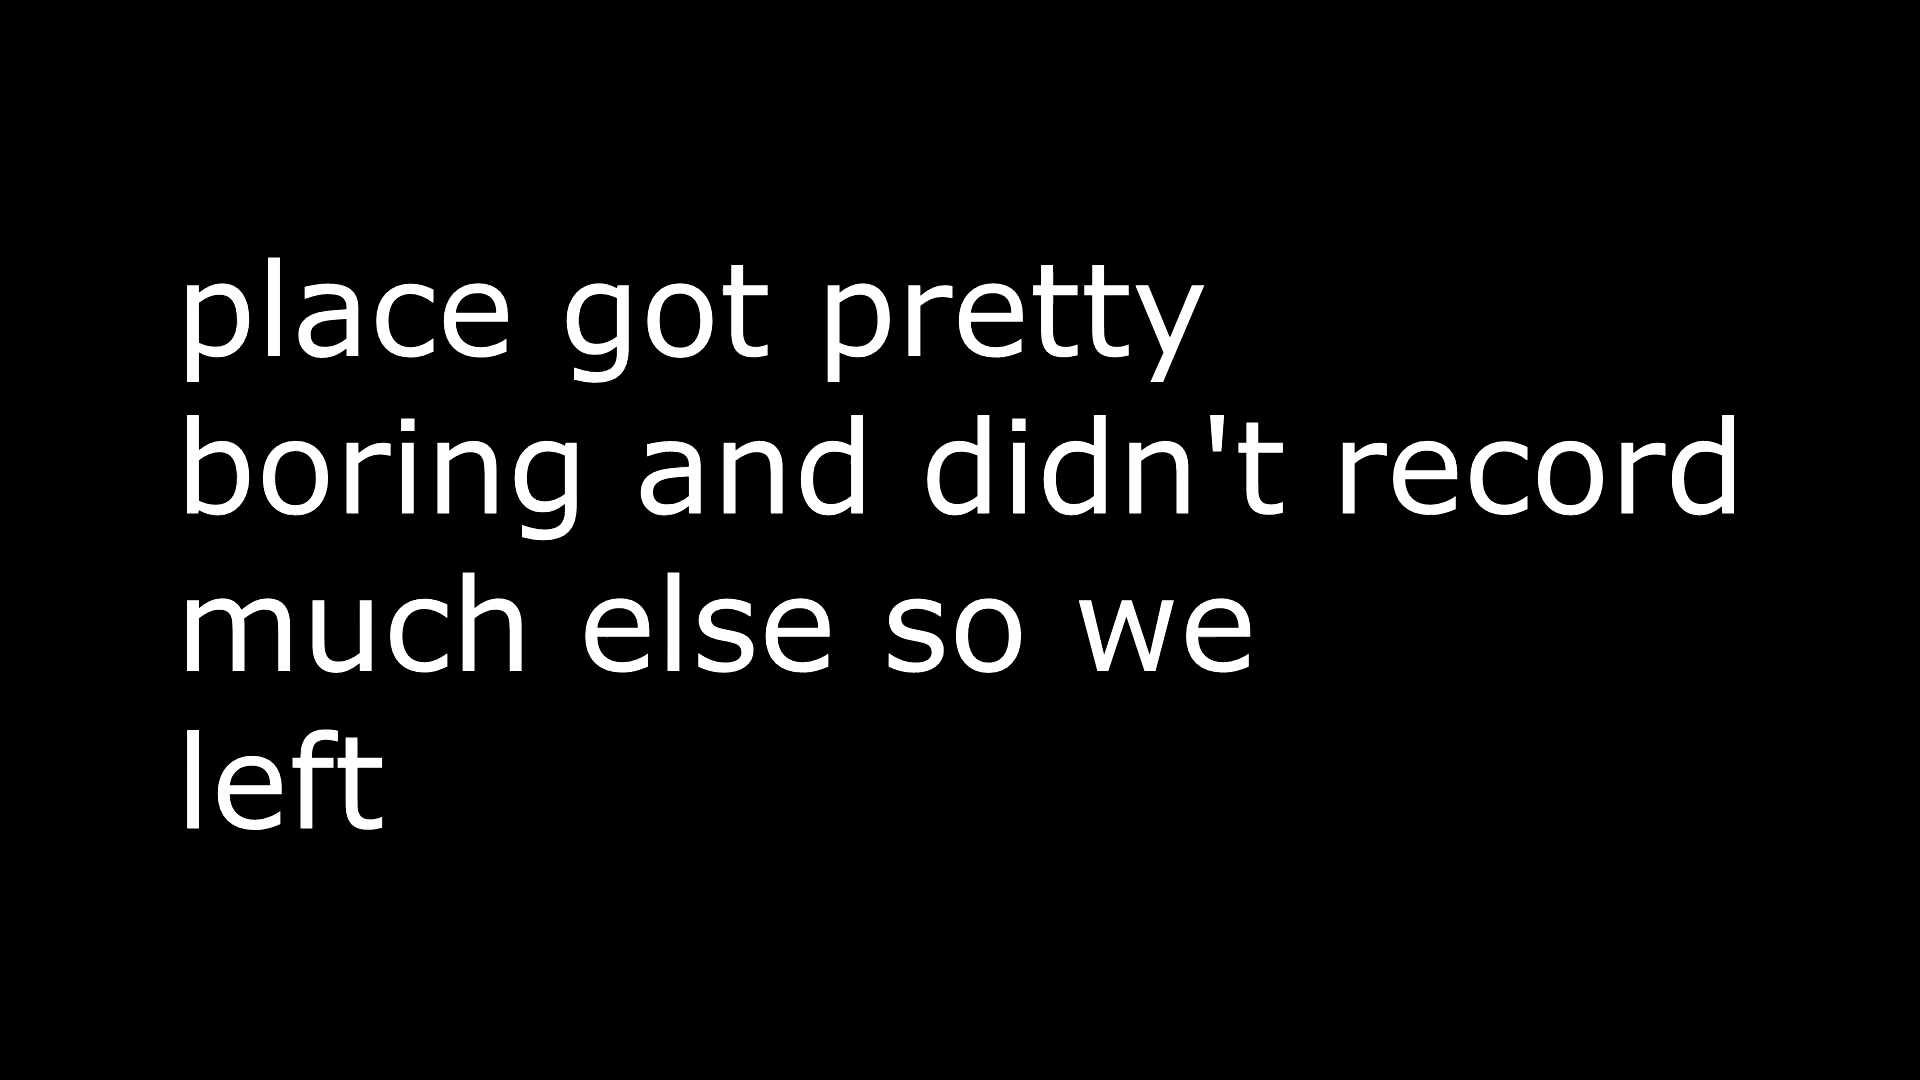 place got pretty
boring and didn't record
much else so we
left